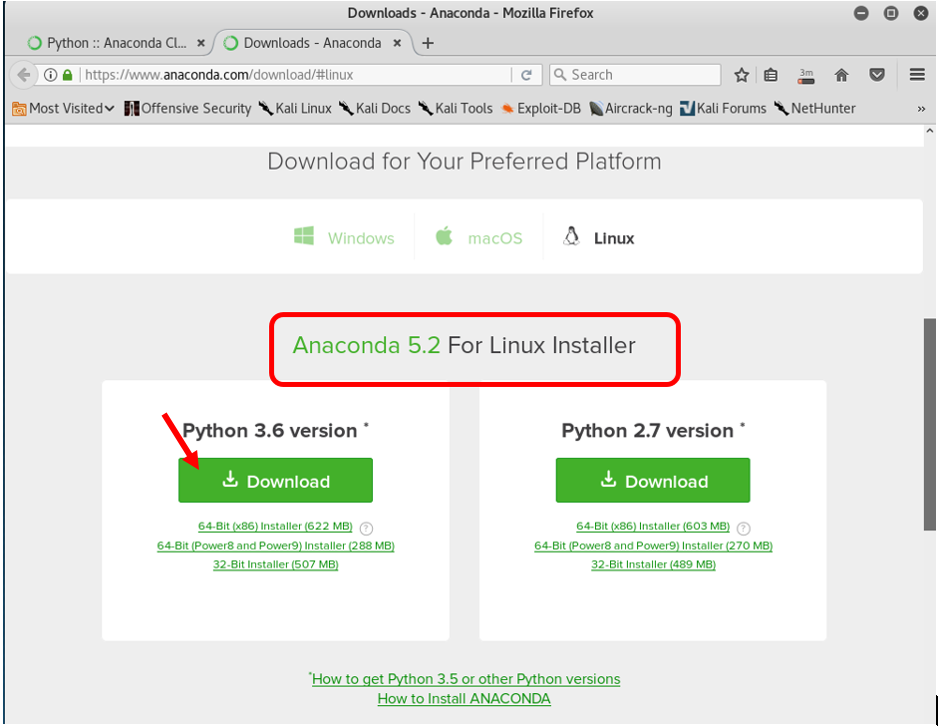 Downloads - Anaconda - Mozilla Firefox
Python :: Anaconda Cl... × Downloads - Anaconda × +
https://www.anaconda.com/download/#linux Search 3m
Most Visited Offensive Security Kali Linux Kali Docs Kali Tools Exploit-DB Aircrack-ng Kali Forums NetHunter »
Download for Your Preferred Platform
Windows macOS Linux
Anaconda 5.2 For Linux Installer
Python 3.6 version *
Download
64-Bit (x86) Installer (622 MB) ?
64-Bit (Power8 and Power9) Installer (288 MB)
32-Bit Installer (507 MB)
Python 2.7 version *
Download
64-Bit (x86) Installer (603 MB) ?
64-Bit (Power8 and Power9) Installer (270 MB)
32-Bit Installer (489 MB)
*How to get Python 3.5 or other Python versions
How to Install ANACONDA